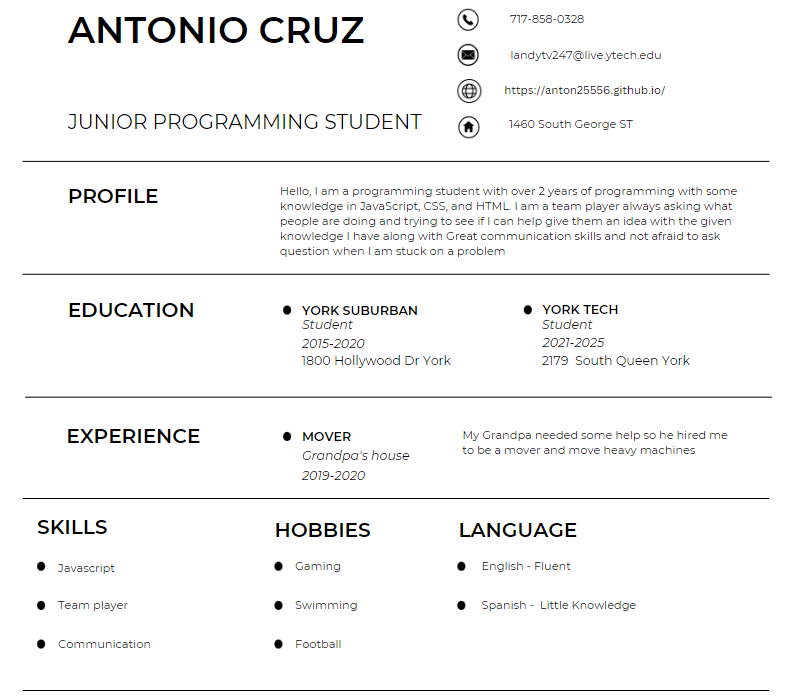 ANTONIO CRUZ
JUNIOR PROGRAMMING STUDENT
717-858-0328
landytv247@live.ytech.edu
https://anton25556.github.io/
1460 South George ST
PROFILE
Hello, I am a programming student with over 2 years of programming with some
knowledge in JavaScript, CSS, and HTML. I am a team player always asking what
people are doing and trying to see if I can help give them an idea with the given
knowledge I have along with Great communication skills and not afraid to ask
question when I am stuck on a problem
EDUCATION
YORK SUBURBAN
Student
2015-2020
1800 Hollywood Dr York
YORK TECH
Student
2021-2025
2179 South Queen York
EXPERIENCE
MOVER
Grandpa's house
2019-2020
My Grandpa needed some help so he hired me
to be a mover and move heavy machines
SKILLS
Javascript
Team player
Communication
HOBBIES
Gaming
Swimming
Football
LANGUAGE
English - Fluent
Spanish - Little Knowledge